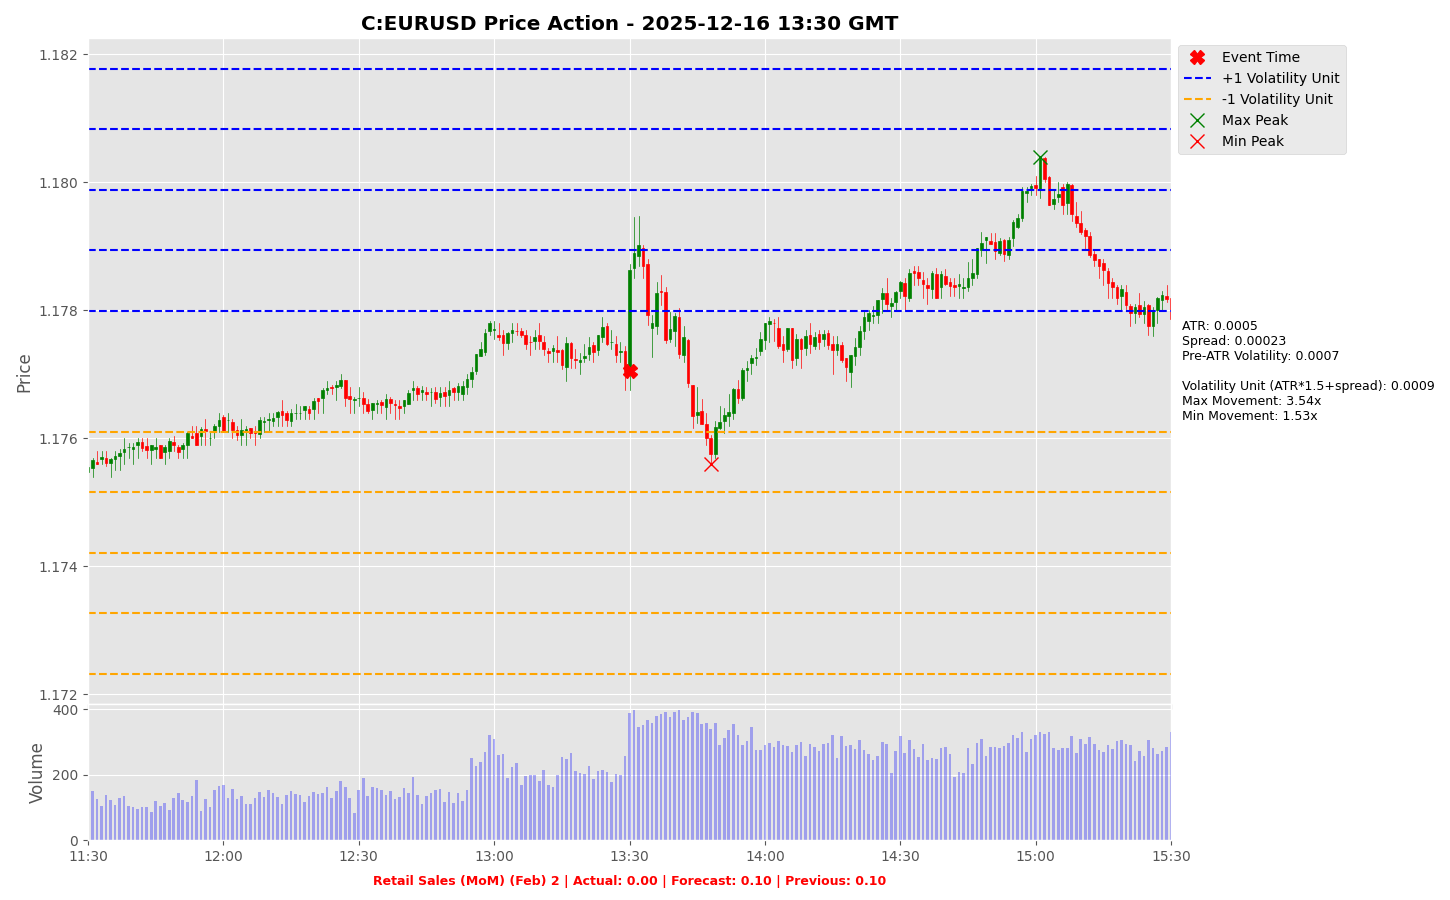 C:EURUSD Price Action - 2025-12-16 13:30 GMT
Event Time
+1 Volatility Unit
-1 Volatility Unit
Max Peak
Min Peak
Price
1.182
1.180
1.178
1.176
1.174
1.172
ATR: 0.0005
Spread: 0.00023
Pre-ATR Volatility: 0.0007
Volatility Unit (ATR*1.5+spread): 0.0009
Max Movement: 3.54x
Min Movement: 1.53x
Volume
400
200
0
11:30 12:00 12:30 13:00 13:30 14:00 14:30 15:00 15:30
Retail Sales (MoM) (Feb) 2 | Actual: 0.00 | Forecast: 0.10 | Previous: 0.10